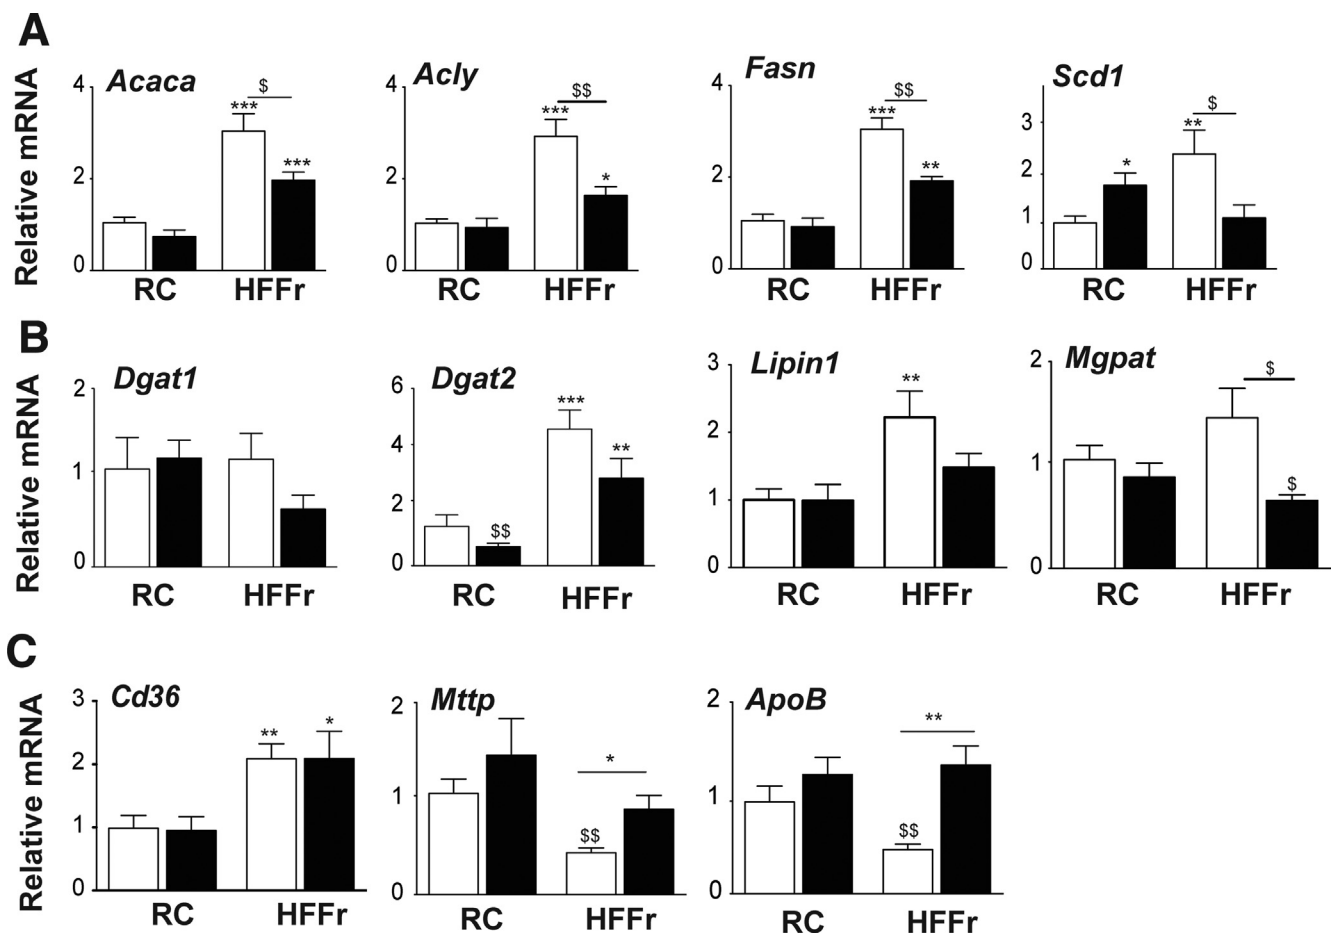 A
Relative mRNA
Acaca
4
2
0
***
$
***
RC HFFr
Acly
4
2
0
***
$$
*
RC HFFr
Fasn
4
2
0
***
$$
**
RC HFFr
Scd1
3
2
1
0
*
**
$
RC HFFr
B
Relative mRNA
Dgat1
2
1
0
RC HFFr
Dgat2
6
4
2
0
$$
***
**
RC HFFr
Lipin1
3
2
1
0
**
RC HFFr
Mgpat
2
1
0
$
$
RC HFFr
C
Relative mRNA
Cd36
3
2
1
0
**
*
RC HFFr
Mttp
2
1
0
*
$$
RC HFFr
ApoB
2
1
0
**
$$
RC HFFr